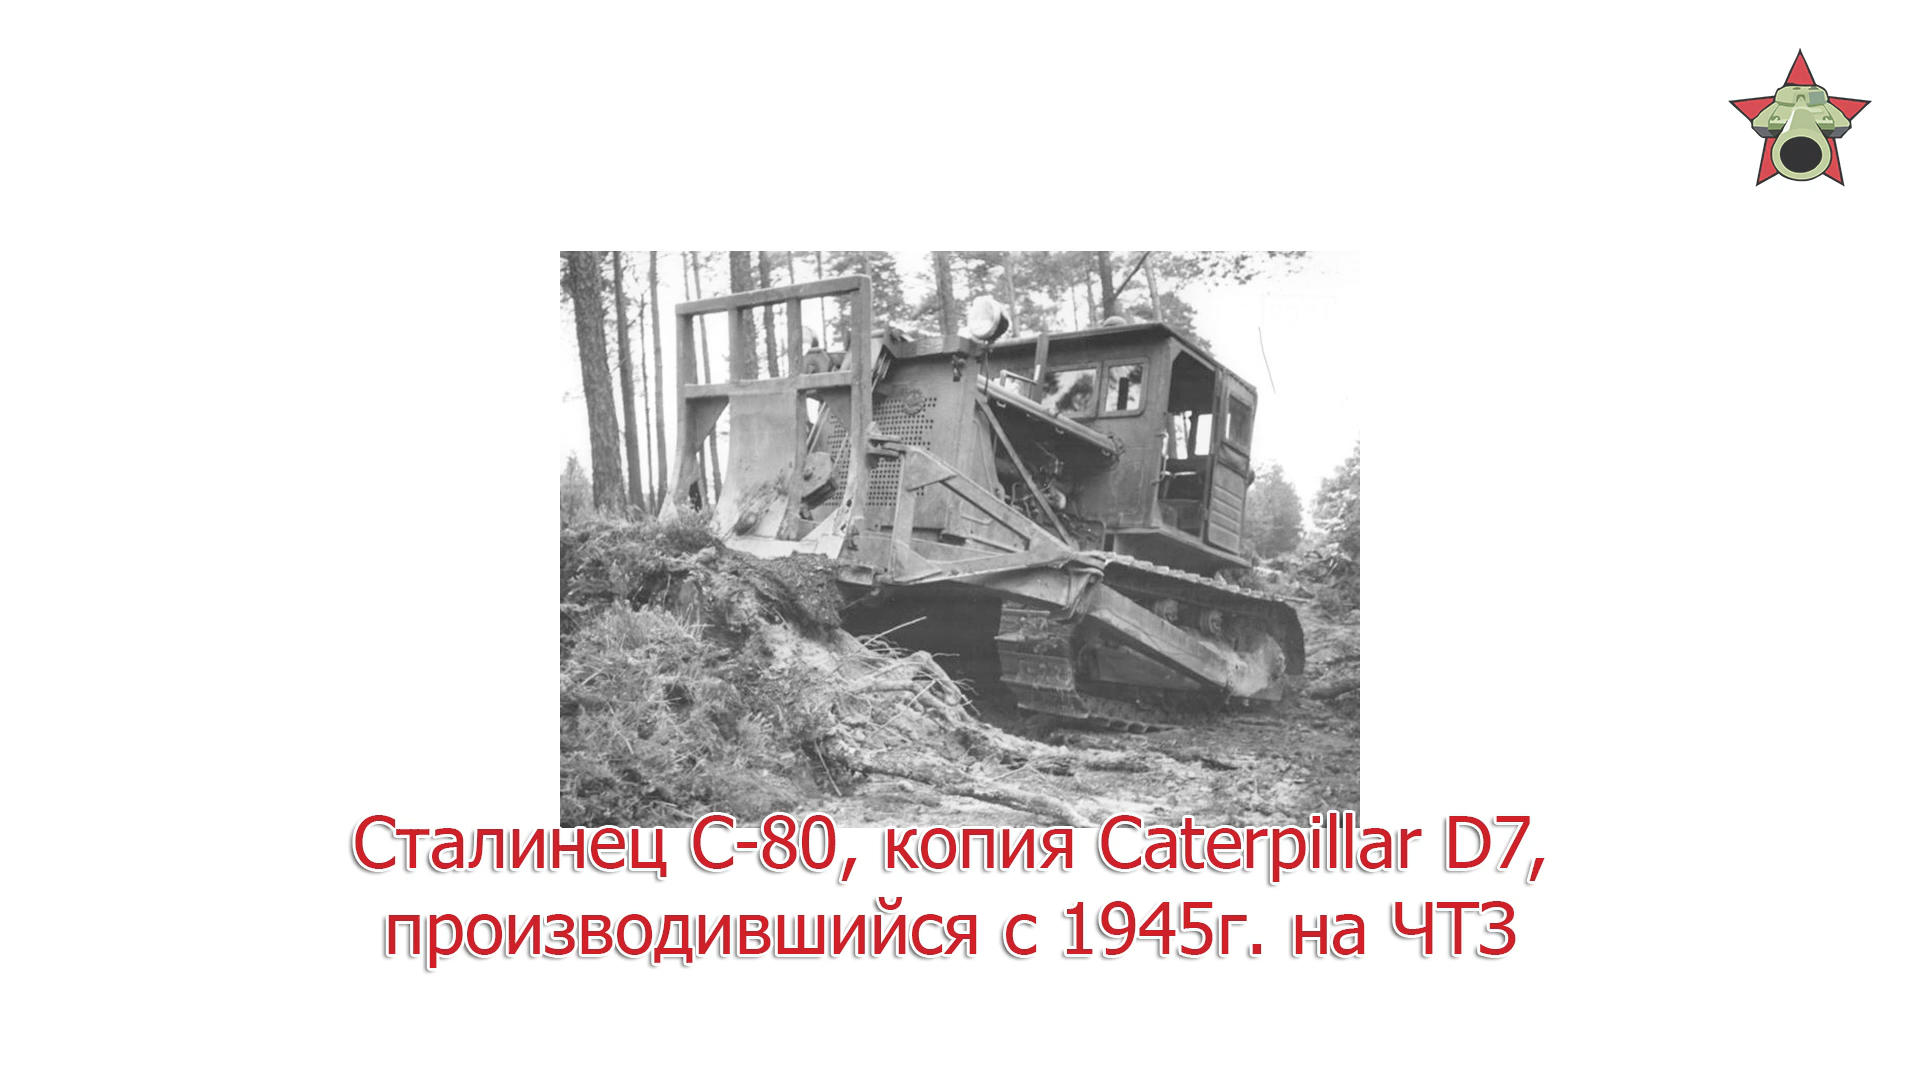 Сталинец С-80, копия Caterpillar D7,
производившийся с 1945г. на ЧТЗ